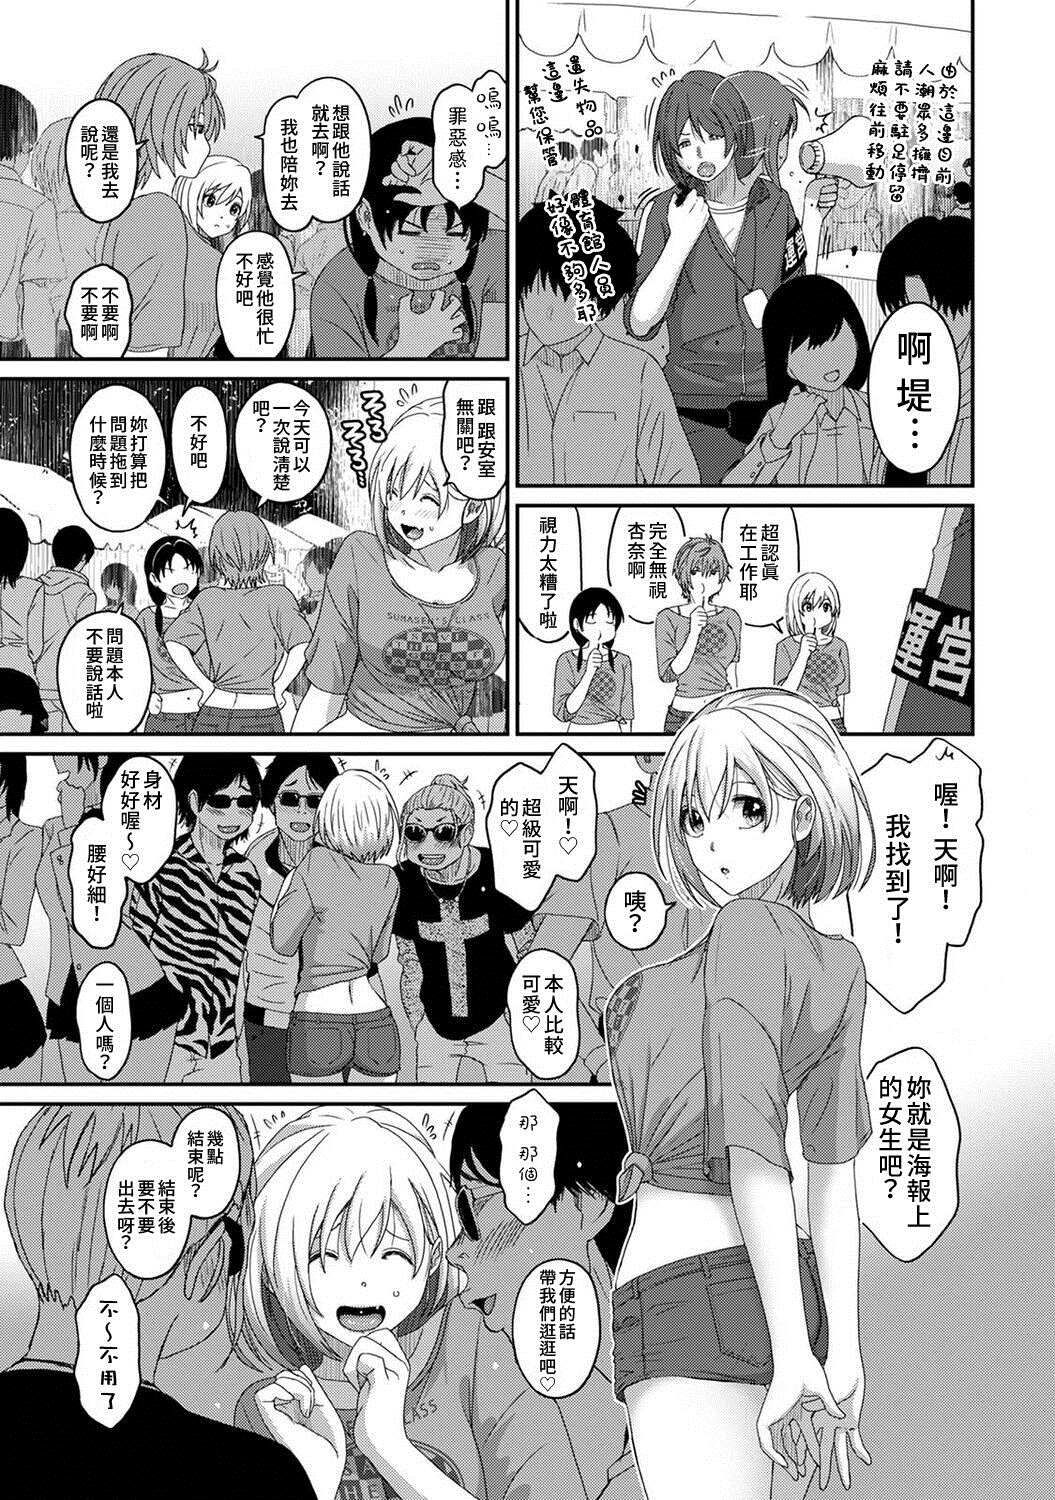 由於這邊目前
人潮眾多擁擠
請不要駐足停留
麻煩往前移動
遺失物品
這邊
幫您保管
體育館人員
好像不夠多耶
運營
啊
堤…
嗚
嗚…
罪惡感…
想跟他說話
就去啊？
我也陪妳去
還是我去
說呢？
感覺他很忙
不好吧
不要啊
不要啊
超認真
在工作耶
完全無視
杏奈啊
視力太糟了啦
運營
跟 跟安室
無關吧？
今天可以
一次說清楚
吧？
不好吧
妳打算把
問題拖到
什麼時候？
問題本人
不要說話啦
SUMASEN
CLASS
喔！天啊！
我找到了！
妳就是海報上
的女生吧？
咦？
天啊！♡
超級可愛
的♡
本人比較
可愛♡
身材
好好喔～♡
腰好細！
一個人嗎？
那 那個…
方便的話
帶我們逛逛吧♡
幾點
結束呢？
結束後
要不要
出去呀？
不～不用了
CLASS